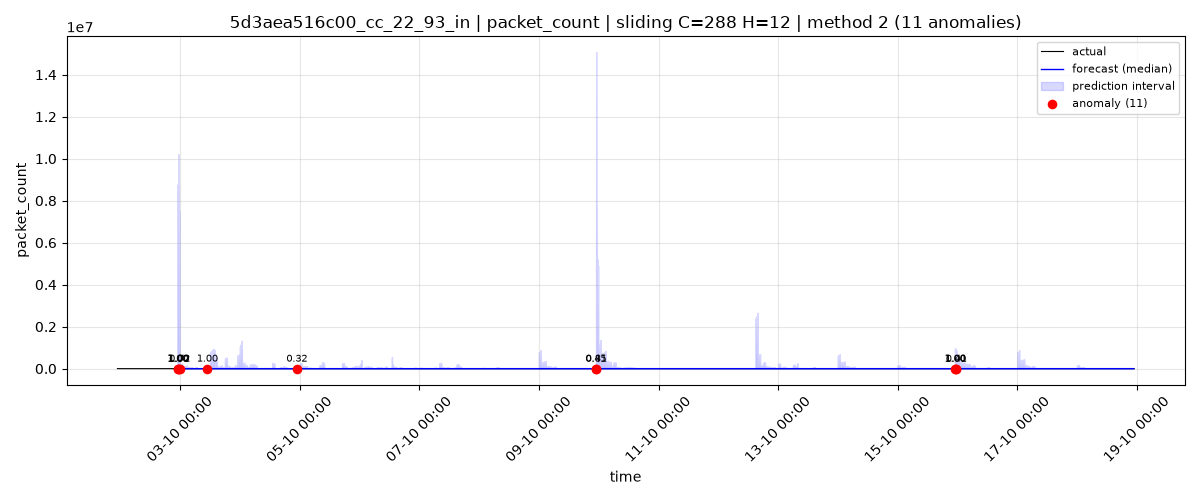 5d3aea516c00_cc_22_93_in | packet_count | sliding C=288 H=12 | method 2 (11 anomalies)
1e7
actual
forecast (median)
prediction interval
anomaly (11)
1.4
1.2
1.0
0.8
0.6
0.4
0.2
0.0
packet_count
1.00
0.32
03-10 00:00
05-10 00:00
07-10 00:00
09-10 00:00
11-10 00:00
13-10 00:00
15-10 00:00
17-10 00:00
19-10 00:00
time